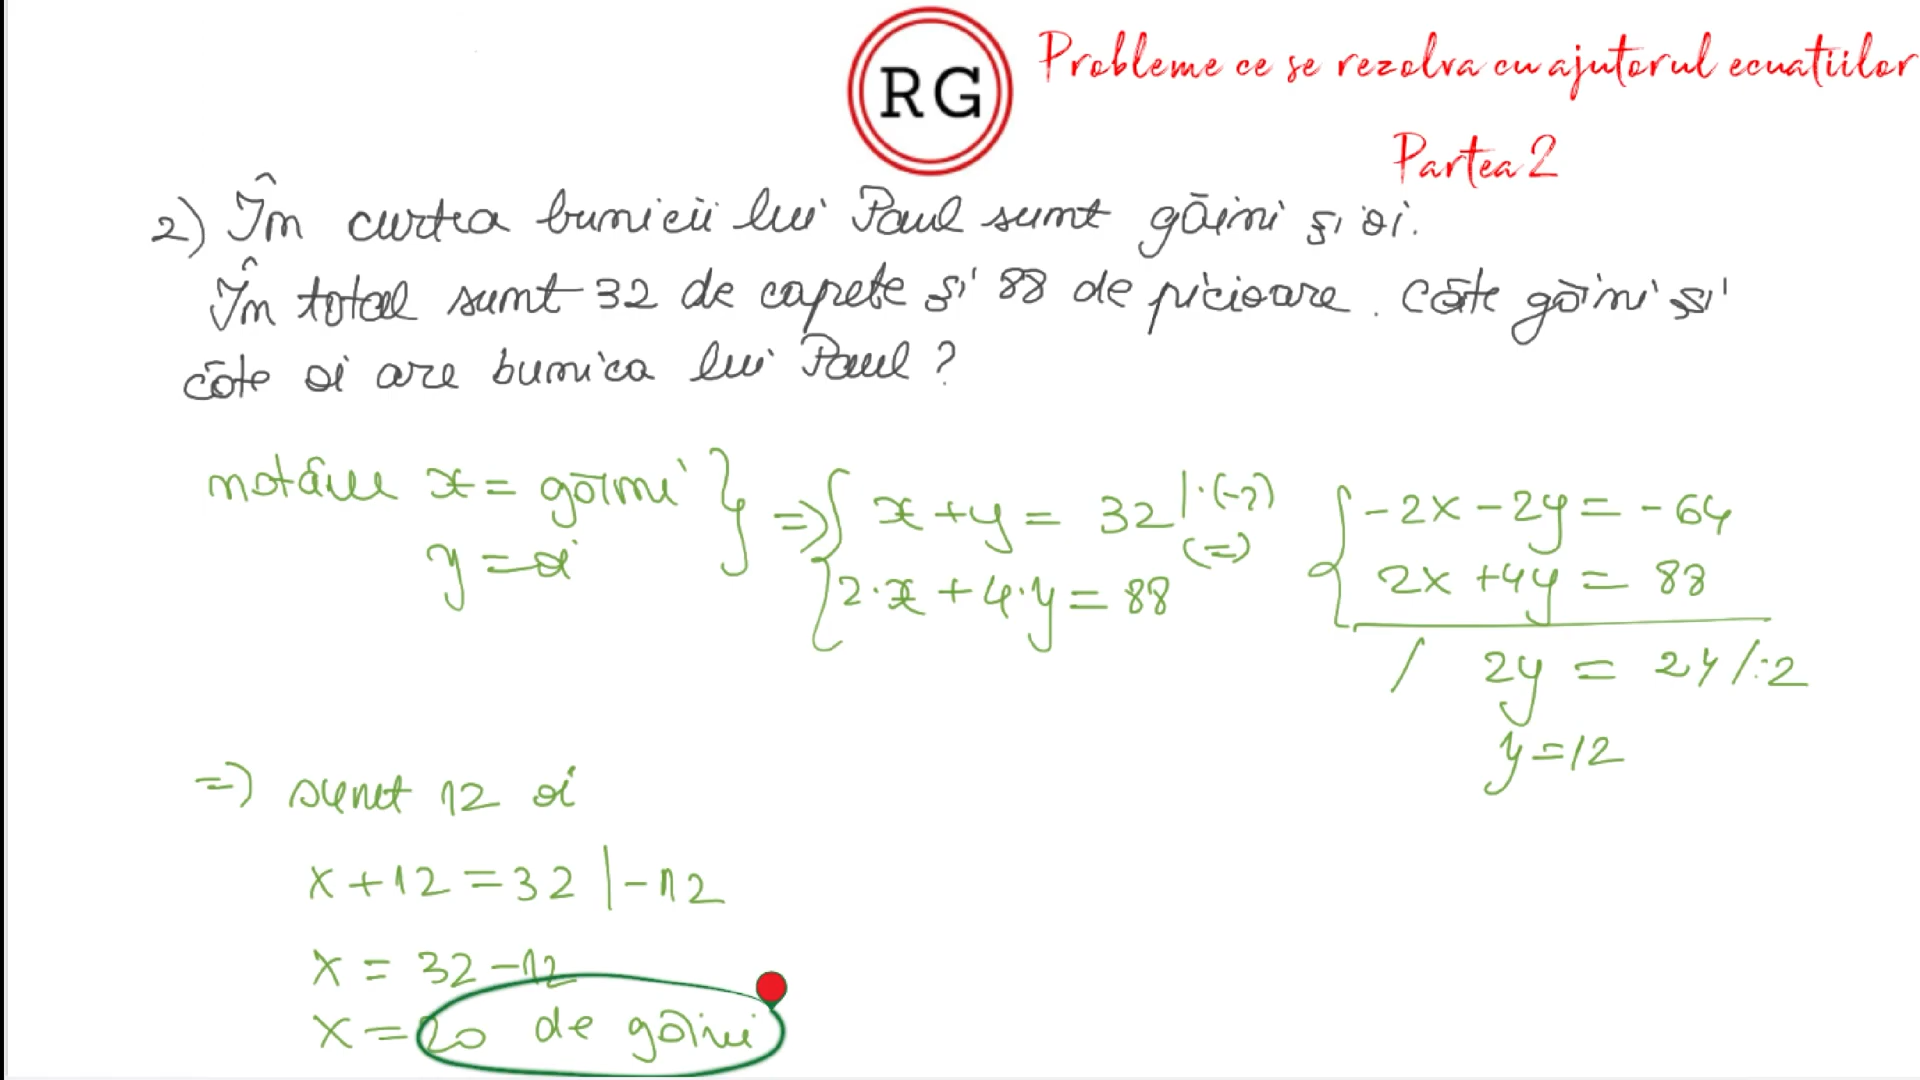 RG
Probleme ce se rezolva cu ajutorul ecuatiilor
Partea 2
2) În curtea bunicii lui Paul sunt găini și oi.
În total sunt 32 de capete și 88 de picioare. Câte găini și
câte oi are bunica lui Paul?
notăm x = găini } => { x+y = 32 |·(-2) { -2x - 2y = -64
y = oi 2·x + 4·y = 88 (=) 2x + 4y = 88
/ 2y = 24 /:2
y = 12
=) sunt 12 oi
x + 12 = 32 | -12
x = 32 - 12
x = 20 de găini